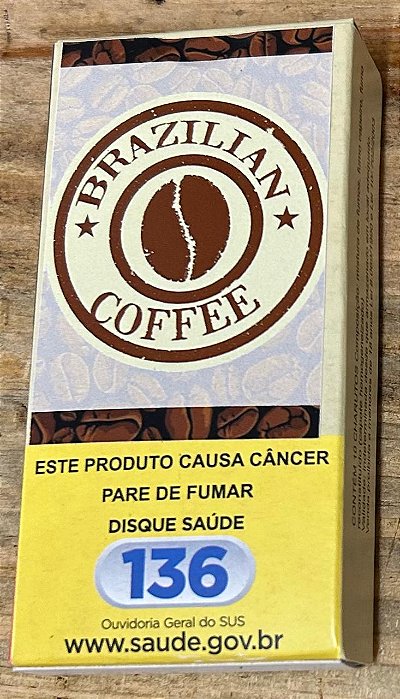 BRAZILIAN
COFFEE
ESTE PRODUTO CAUSA CÂNCER
PARE DE FUMAR
DISQUE SAÚDE
136
Ouvidoria Geral do SUS
www.saude.gov.br